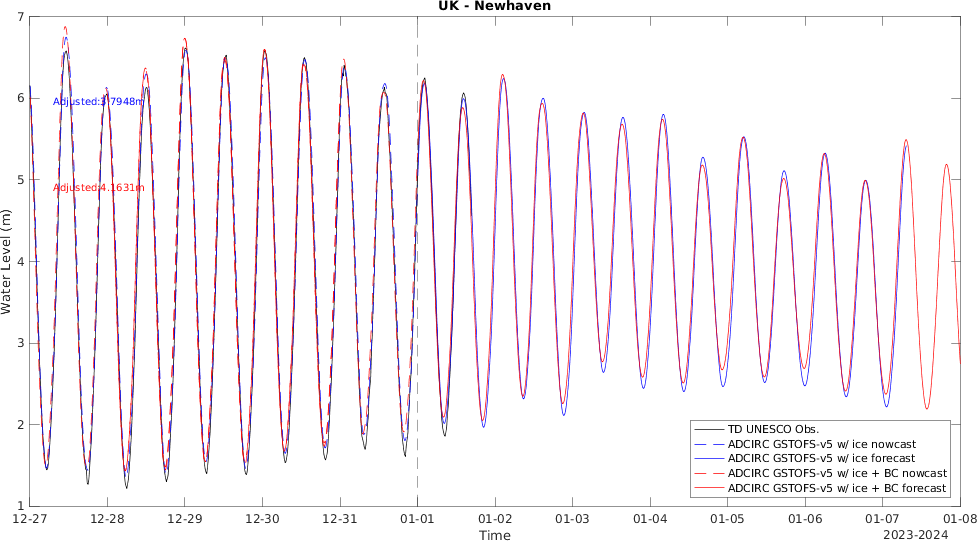 UK - Newhaven
7
6
5
4
3
2
1
Water Level (m)
Adjusted:3.7948m
Adjusted:4.1631m
TD UNESCO Obs.
ADCIRC GSTOFS-v5 w/ ice nowcast
ADCIRC GSTOFS-v5 w/ ice forecast
ADCIRC GSTOFS-v5 w/ ice + BC nowcast
ADCIRC GSTOFS-v5 w/ ice + BC forecast
12-27 12-28 12-29 12-30 12-31 01-01 01-02 01-03 01-04 01-05 01-06 01-07 01-08
Time
2023-2024